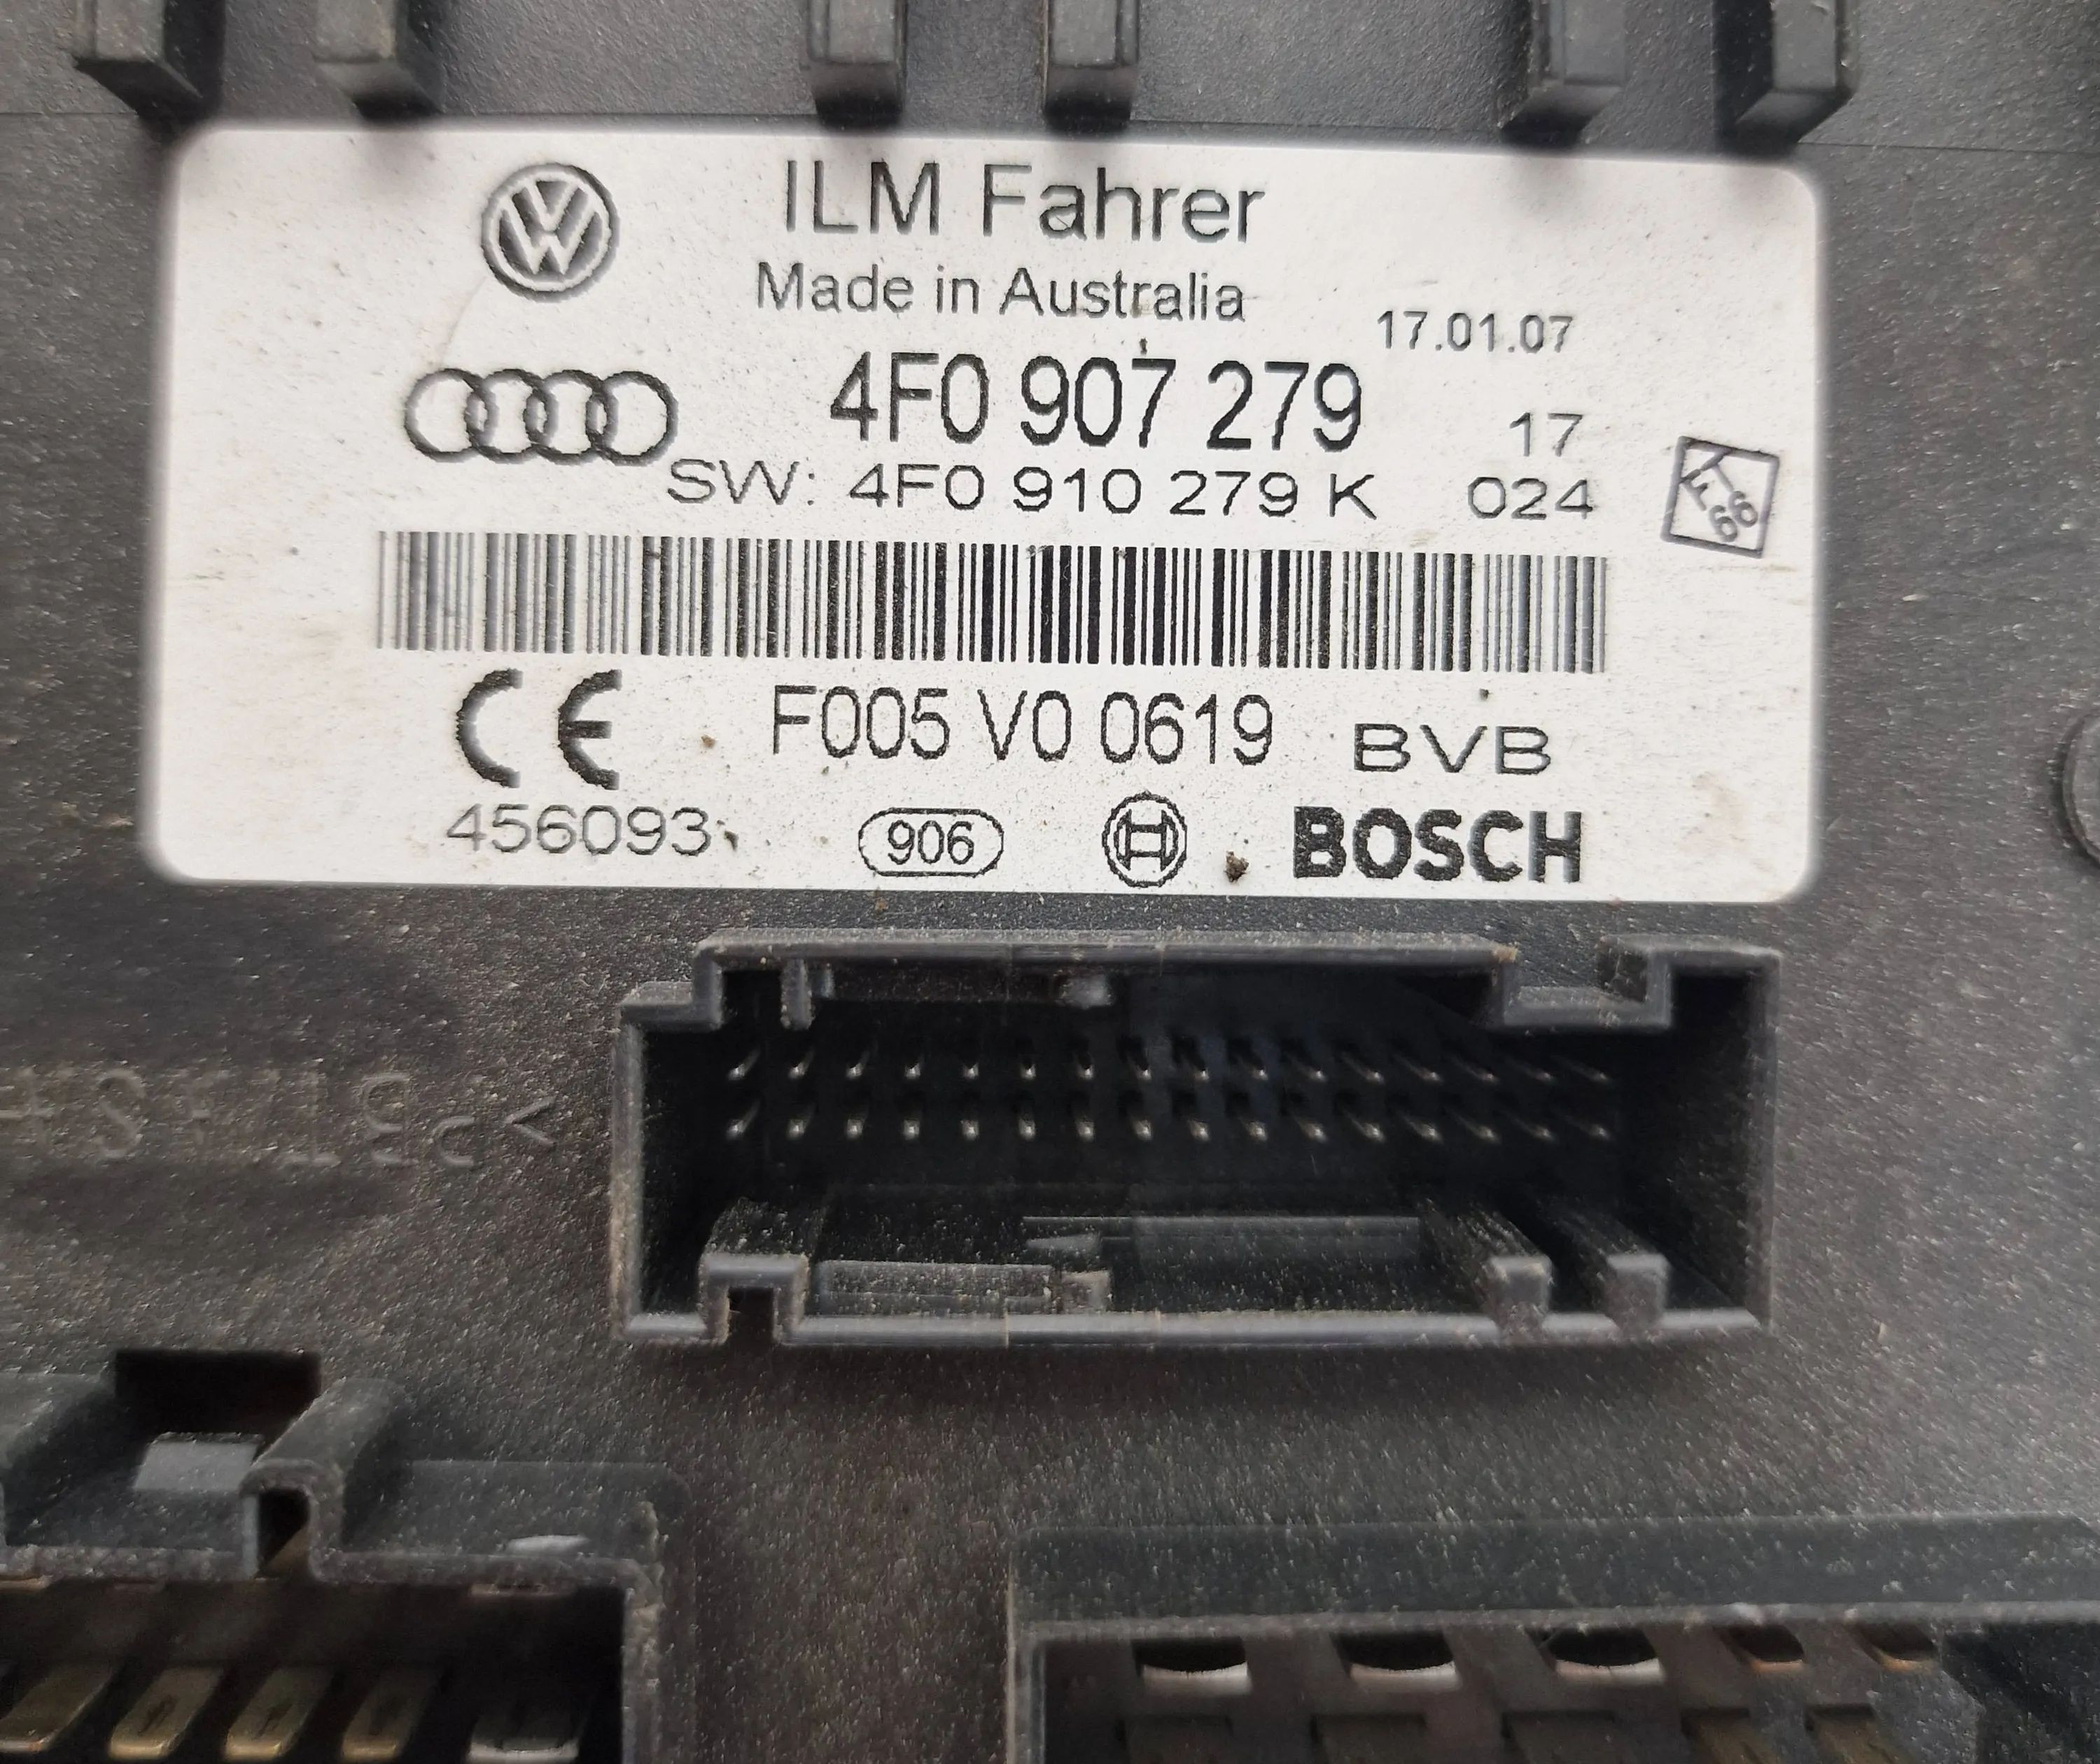 ILM Fahrer
Made in Australia
17.01.07
4F0 907 279 17
SW: 4F0 910 279 K 024
CE F005 V0 0619 BVB
456093 906 BOSCH